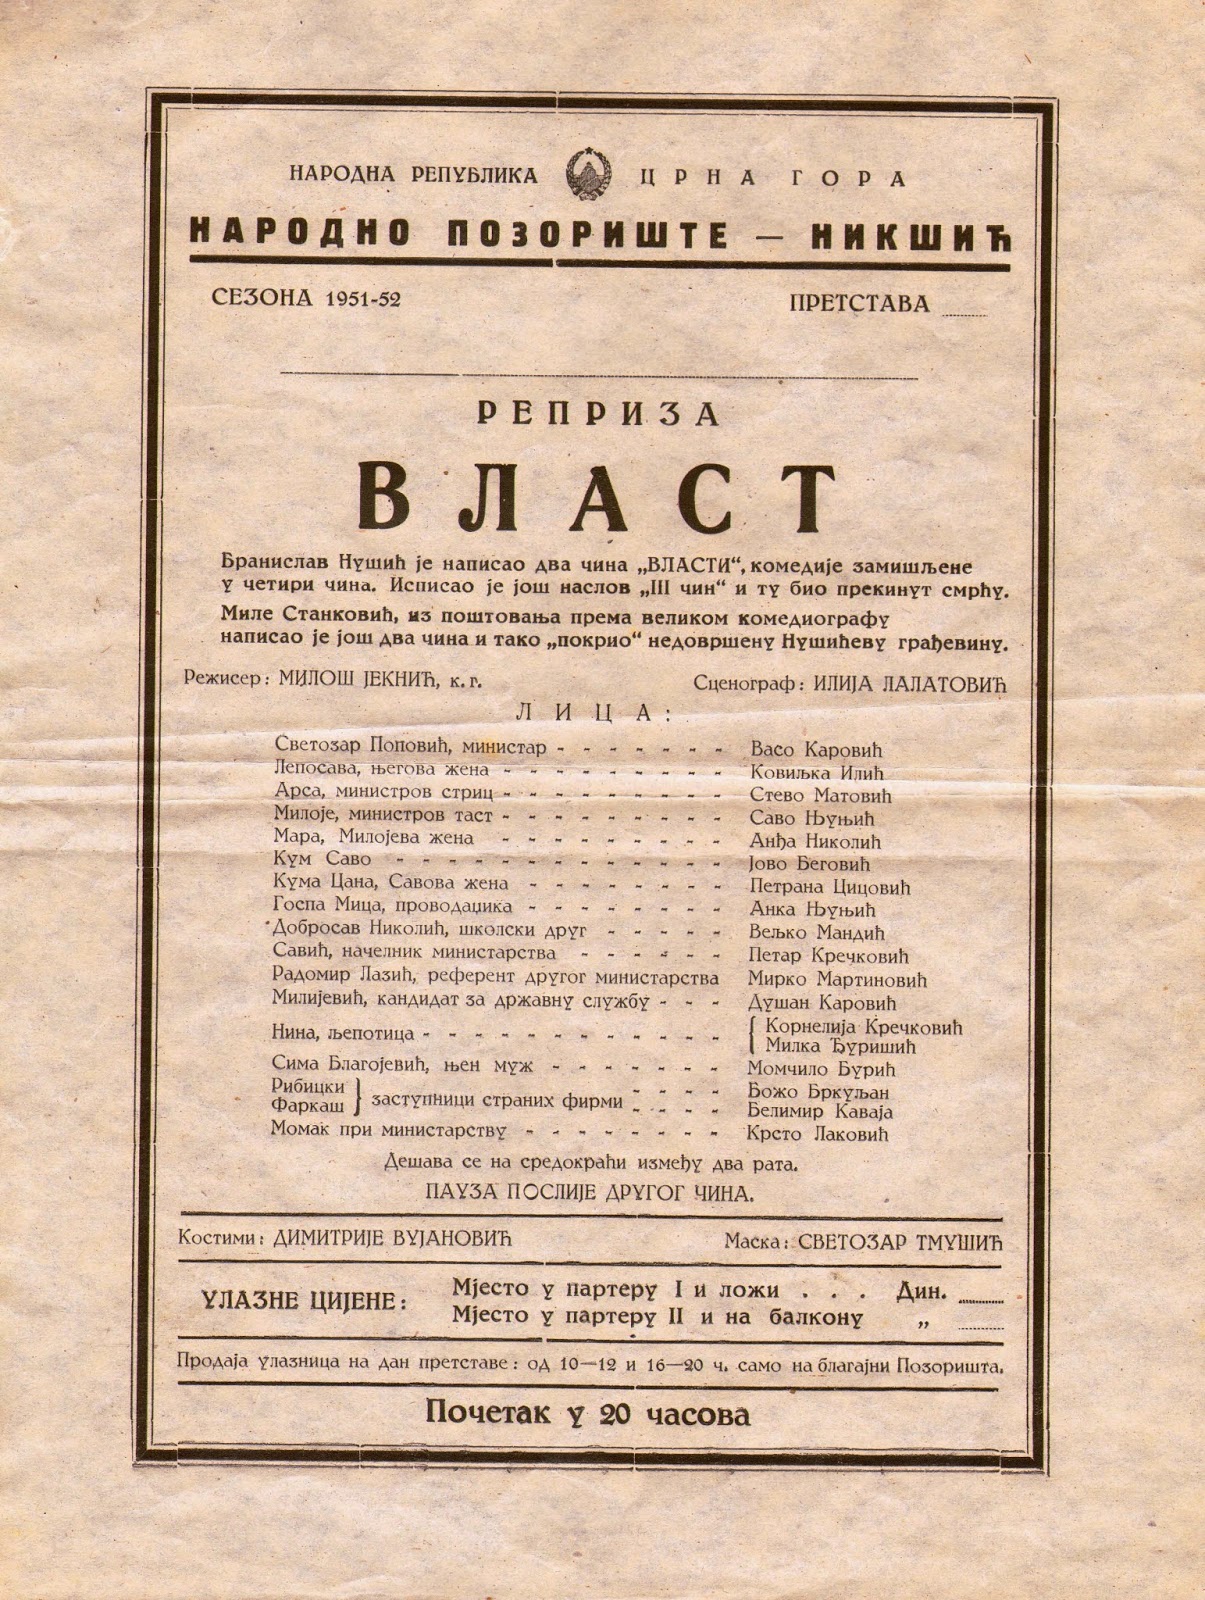 НАРОДНА РЕПУБЛИКА ЦРНА ГОРА
НАРОДНО ПОЗОРИШТЕ — НИКШИЋ
СЕЗОНА 1951-52 ПРЕТСТАВА
РЕПРИЗА
ВЛАСТ
Бранислав Нушић је написао два чина „ВЛАСТИ“, комедије замишљене
у четири чина. Исписао је још наслов „III чин“ и ту био прекинут смрћу.
Миле Станковић, из поштовања према великом комедиографу
написао је још два чина и тако „покрио“ недовршену Нушићеву грађевину.
Режисер: МИЛОШ ЈЕКНИЋ, к. г. Сценограф: ИЛИЈА ЛАЛАТОВИЋ
ЛИЦА:
Светозар Поповић, министар - - - - - - - Васо Каровић
Лепосава, његова жена - - - - - - - - - Ковиљка Илић
Арса, министров стриц - - - - - - - - - Стево Матовић
Милоје, министров таст - - - - - - - - - Саво Њуњић
Мара, Милојева жена - - - - - - - - - Анђа Николић
Кум Саво - - - - - - - - - - - - - Јово Беговић
Кума Цана, Савова жена - - - - - - - - Петрана Цицовић
Госпа Мица, проводаџика - - - - - - - - Анка Њуњић
Добросав Николић, школски друг - - - - - Вељко Мандић
Савић, начелник министарства - - - - - - Петар Кречковић
Радомир Лазић, референт другог министарства Мирко Мартиновић
Милијевић, кандидат за државну службу - - - Душан Каровић
Нина, љепотица - - - - - - - - - - - - { Корнелија Кречковић
Милка Ђуришић
Сима Благојевић, њен муж - - - - - - - Момчило Бурић
Рибицки } заступници страних фирми - - - - Божо Бркуљан
Фаркаш - - - - Белимир Каваја
Момак при министарству - - - - - - - - Крсто Лаковић
Дешава се на средокраћи између два рата.
ПАУЗА ПОСЛИЈЕ ДРУГОГ ЧИНА.
Костими: ДИМИТРИЈЕ ВУЈАНОВИЋ Маска: СВЕТОЗАР ТМУШИЋ
УЛАЗНЕ ЦИЈЕНЕ: Мјесто у партеру I и ложи . . . Дин.
Мјесто у партеру II и на балкону „
Продаја улазница на дан претставе: од 10—12 и 16—20 ч. само на благајни Позоришта.
Почетак у 20 часова